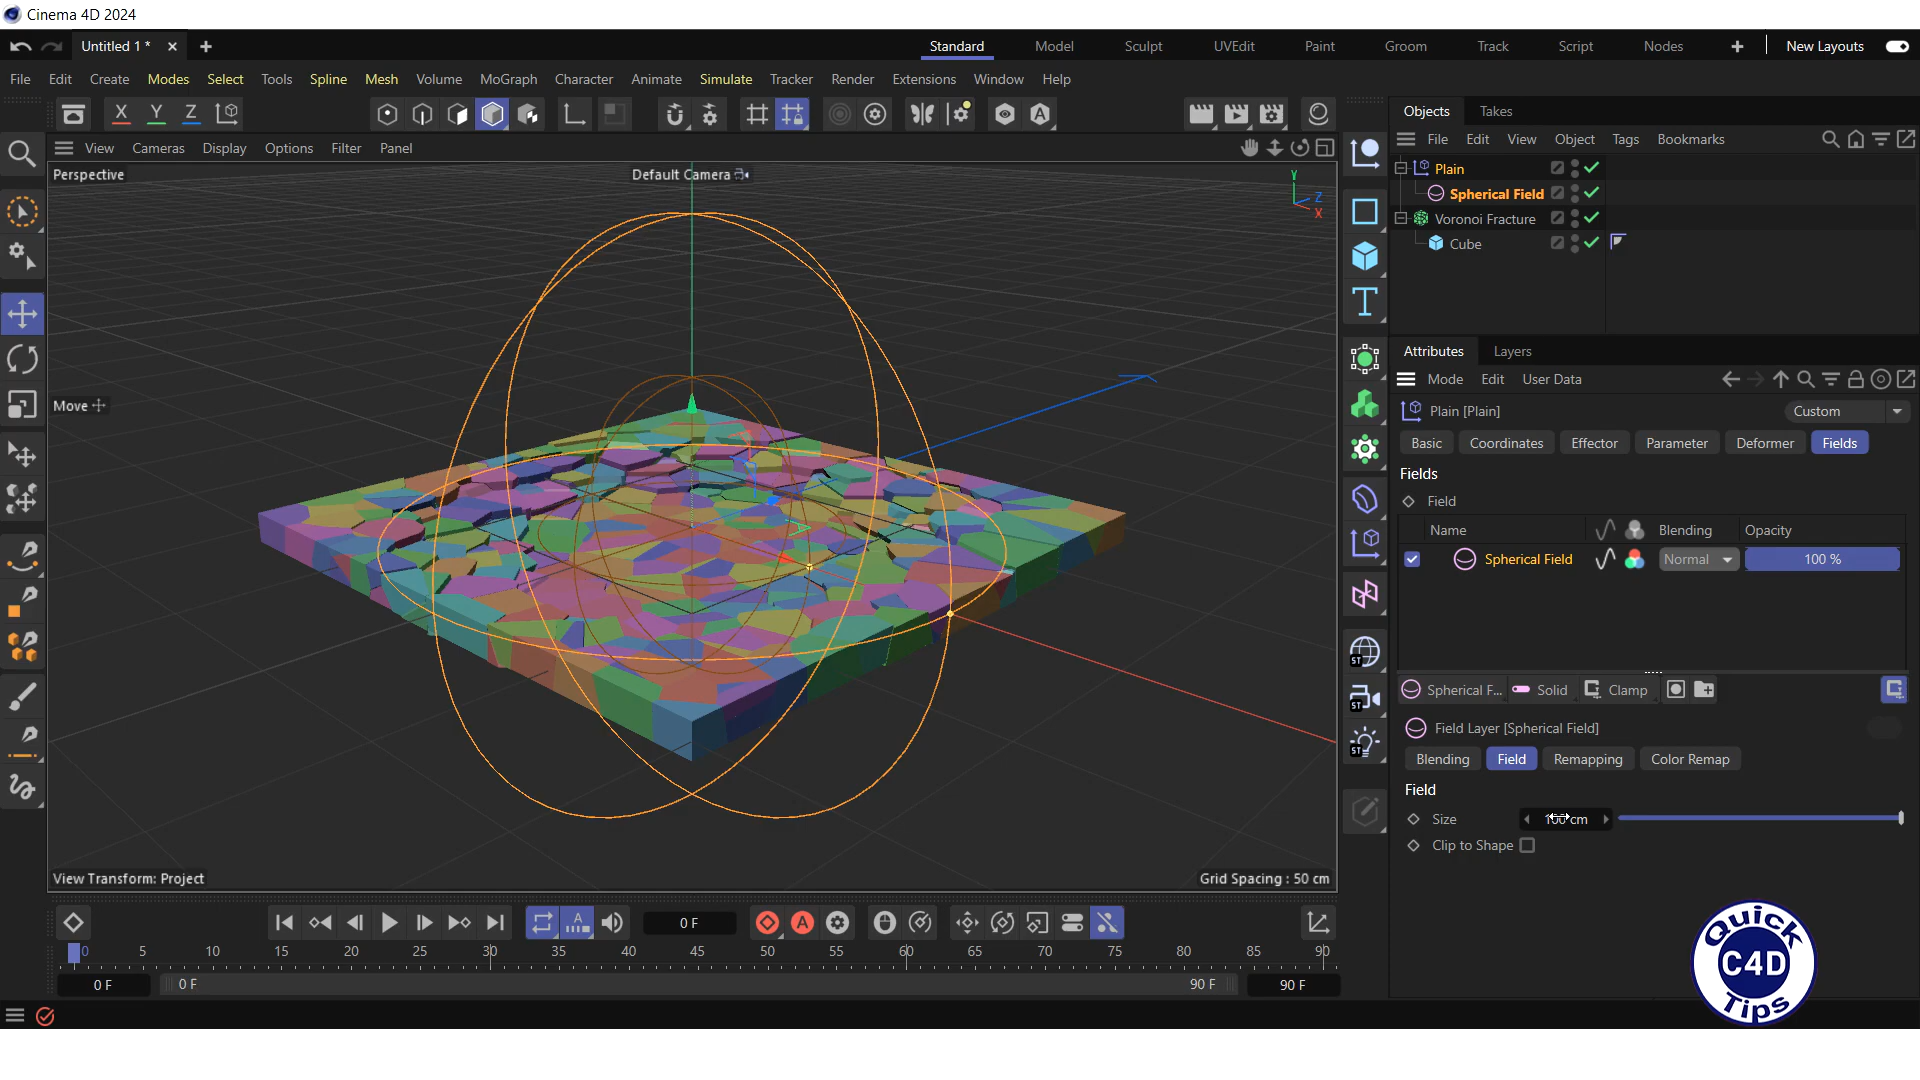 Cinema 4D 2024
Untitled 1 *
Standard Model Sculpt UVEdit Paint Groom Track Script Nodes New Layouts
File Edit Create Modes Select Tools Spline Mesh Volume MoGraph Character Animate Simulate Tracker Render Extensions Window Help
X Y Z
View Cameras Display Options Filter Panel
Perspective
Default Camera
Y
Z
X
Move
View Transform: Project
Grid Spacing : 50 cm
Objects Takes
File Edit View Object Tags Bookmarks
Plain
Spherical Field
Voronoi Fracture
Cube
Attributes Layers
Mode Edit User Data
Plain [Plain] Custom
Basic Coordinates Effector Parameter Deformer Fields
Fields
Field
Name Blending Opacity
Spherical Field Normal 100 %
Spherical F... Solid Clamp
Field Layer [Spherical Field]
Blending Field Remapping Color Remap
Field
Size 100 cm
Clip to Shape
T
ST
ST
ST
A
A
0 F
A
0 5 10 15 20 25 30 35 40 45 50 55 60 65 70 75 80 85 90
0 F 0 F 90 F 90 F
Quick
C4D
Tips